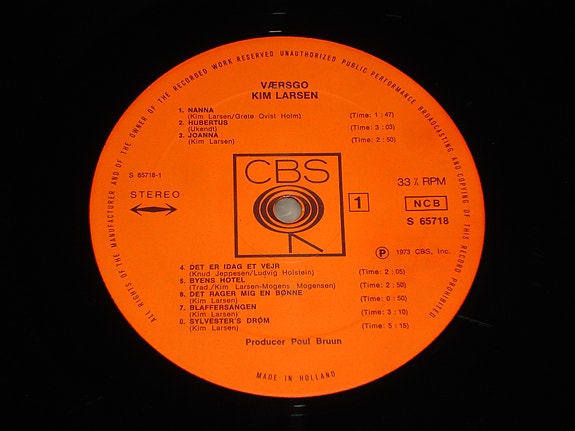 ALL RIGHTS OF THE MANUFACTURER AND OF THE OWNER OF THE RECORDED WORK RESERVED UNAUTHORIZED PUBLIC PERFORMANCE BROADCASTING AND COPYING OF THIS RECORD PROHIBITED
VÆRSGO
KIM LARSEN
1. NANNA
(Kim Larsen/Grete Qvist Holm) (Time: 1:47)
2. HUBERTUS
(Ukendt) (Time: 3:03)
3. JOANNA
(Kim Larsen) (Time: 2:50)
CBS
S 65718-1
STEREO
1
33⅓ RPM
NCB
S 65718
Ⓟ 1973 CBS, Inc.
4. DET ER IDAG ET VEJR
(Knud Jeppesen/Ludvig Holstein) (Time: 2:05)
5. BYENS HOTEL
(Trad./Kim Larsen-Mogens Mogensen) (Time: 2:50)
6. DET RAGER MIG EN BØNNE
(Kim Larsen) (Time: 0:50)
7. BLAFFERSANGEN
(Kim Larsen) (Time: 3:10)
8. SYLVESTER'S DRØM
(Kim Larsen) (Time: 5:15)
Producer Poul Bruun
MADE IN HOLLAND